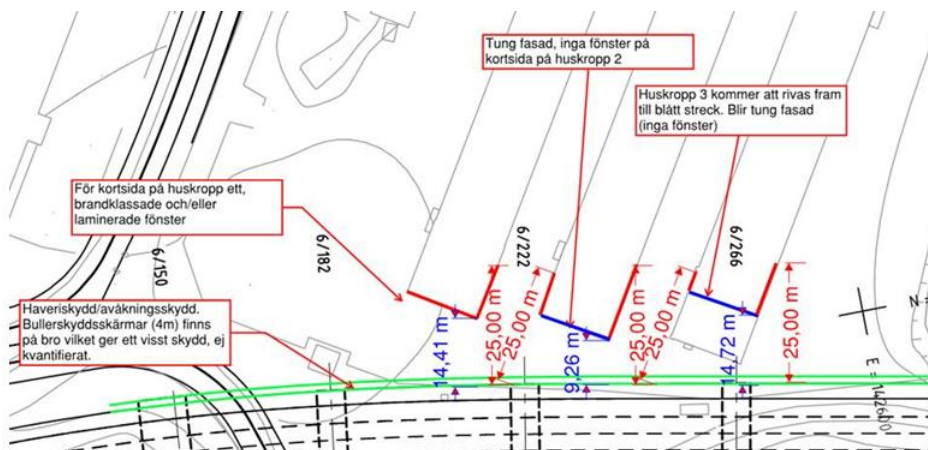 Tung fasad, inga fönster på
kortsida på huskropp 2
Huskropp 3 kommer att rivas fram
till blått streck. Blir tung fasad
(inga fönster)
För kortsida på huskropp ett,
brandklassade och/eller
laminerade fönster
6/150
6/182
6/222
6/266
Haveriskydd/avåkningsskydd.
Bullerskyddsskärmar (4m) finns
på bro vilket ger ett visst skydd, ej
kvantifierat.
14,41 m
25,00 m
25,00 m
9,26 m
25,00 m
25,00 m
14,72 m
25,00 m
N =
E = 142600